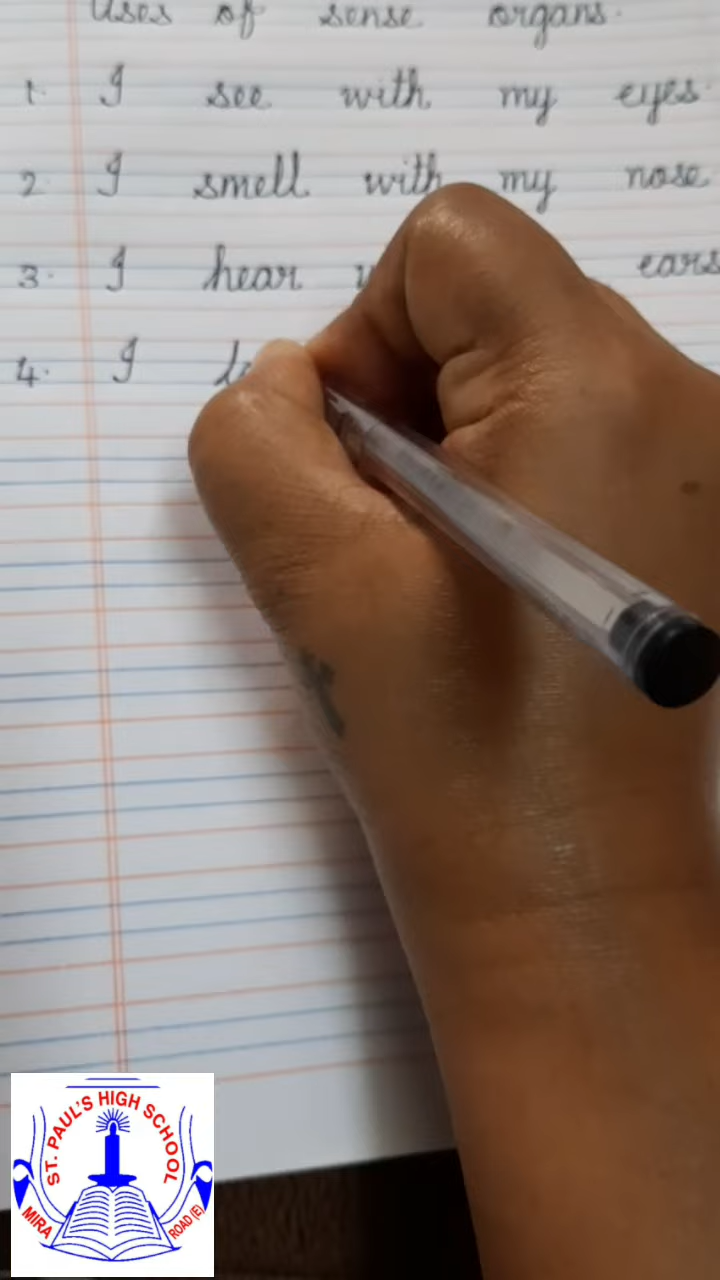 Uses of sense organs.
1. I see with my eyes.
2. I smell with my nose
3. I hear ears
4. I
ST. PAUL'S HIGH SCHOOL
MIRA ROAD (E)